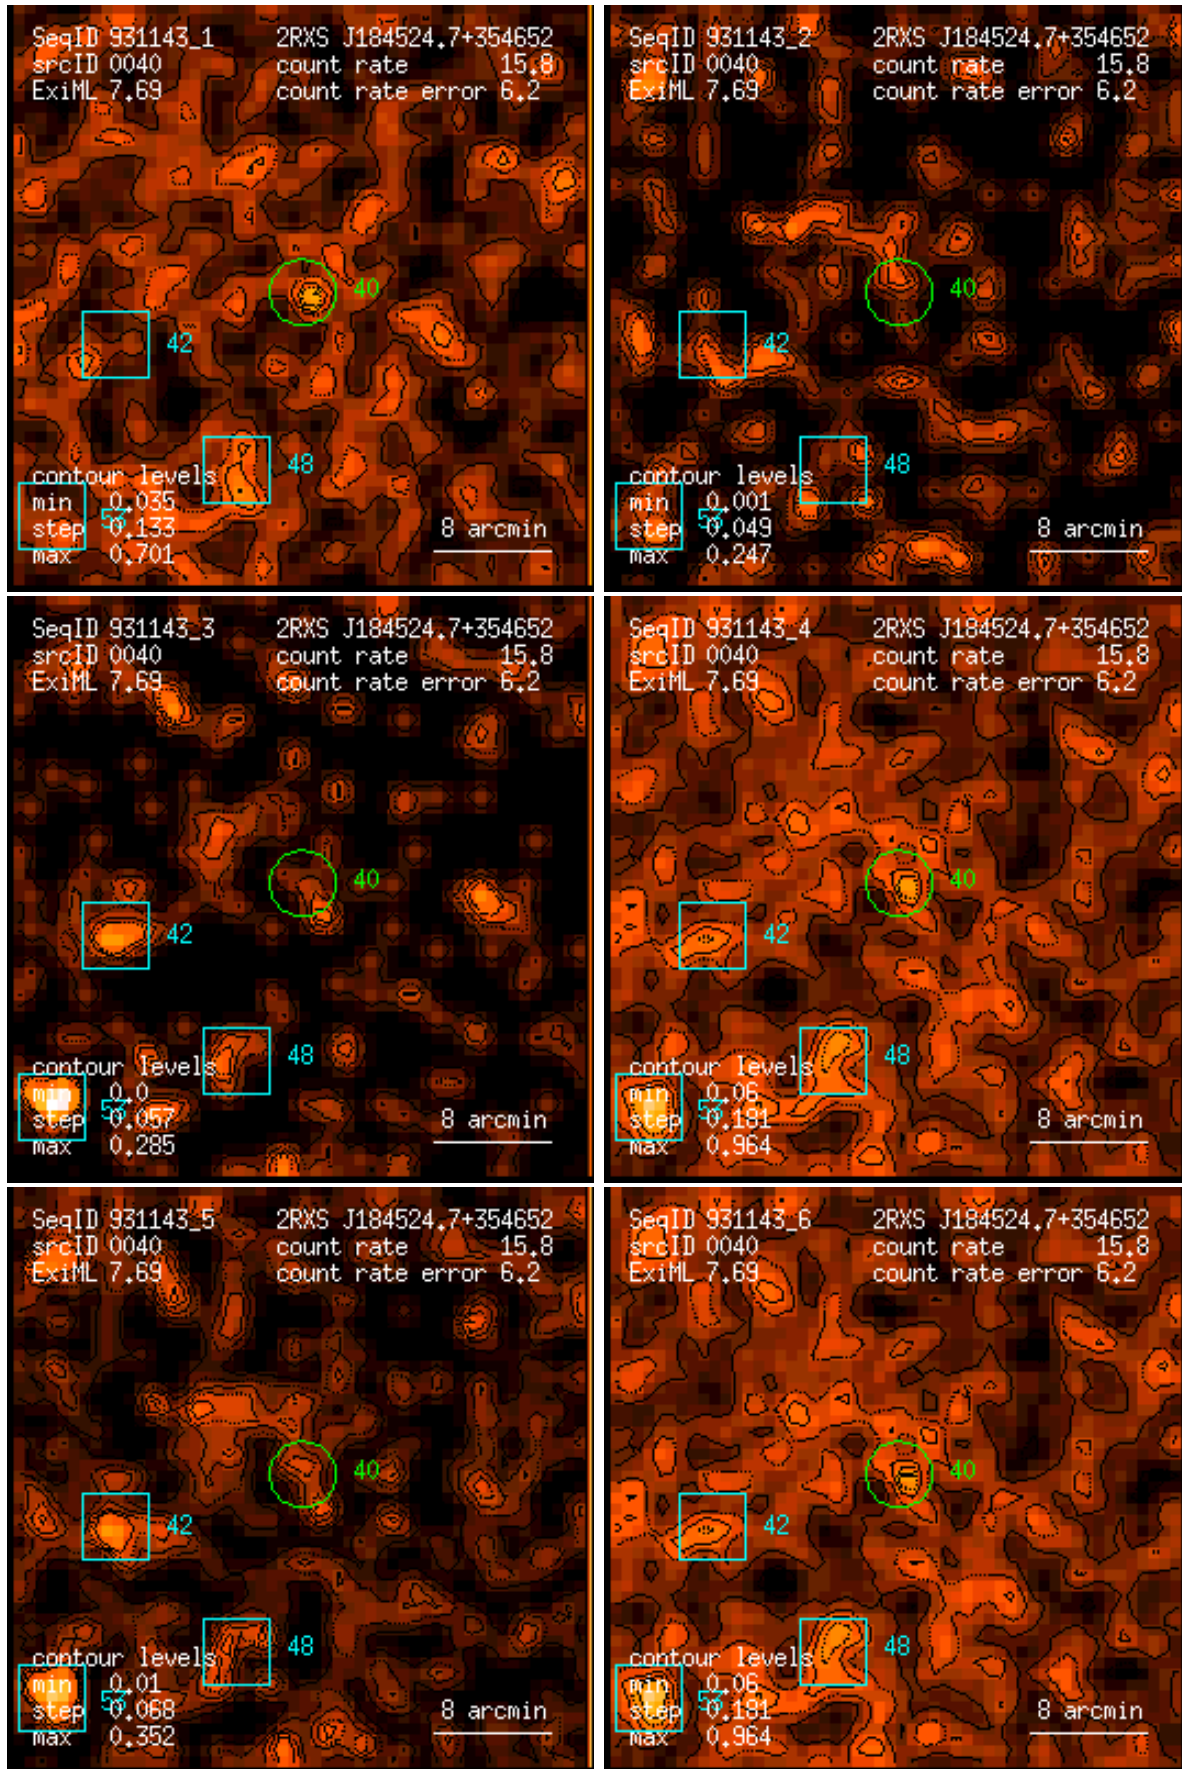 SeqID 931143_1 2RXS J184524.7+354652
srcID 0040 count rate 15.8
ExiML 7.69 count rate error 6.2
40
42
48
contour levels
min 0.035
53
step 0.133
8 arcmin
max 0.701
SeqID 931143_2 2RXS J184524.7+354652
srcID 0040 count rate 15.8
ExiML 7.69 count rate error 6.2
40
42
48
contour levels
min 0.001
53
step 0.049
8 arcmin
max 0.247
SeqID 931143_3 2RXS J184524.7+354652
srcID 0040 count rate 15.8
ExiML 7.69 count rate error 6.2
40
42
48
contour levels
min 0.0
53
step 0.057
8 arcmin
max 0.285
SeqID 931143_4 2RXS J184524.7+354652
srcID 0040 count rate 15.8
ExiML 7.69 count rate error 6.2
40
42
48
contour levels
min 0.06
53
step 0.181
8 arcmin
max 0.964
SeqID 931143_5 2RXS J184524.7+354652
srcID 0040 count rate 15.8
ExiML 7.69 count rate error 6.2
40
42
48
contour levels
min 0.01
53
step 0.068
8 arcmin
max 0.352
SeqID 931143_6 2RXS J184524.7+354652
srcID 0040 count rate 15.8
ExiML 7.69 count rate error 6.2
40
42
48
contour levels
min 0.06
53
step 0.181
8 arcmin
max 0.964